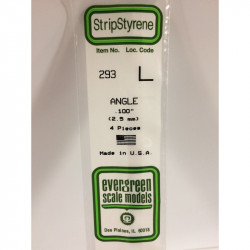 StripStyrene
Item No. Loc. Code
293 L
ANGLE
.100"
(2.5 mm)
4 Pieces
Made in U.S.A.
evergreen
scale models
Des Plaines, IL 60018